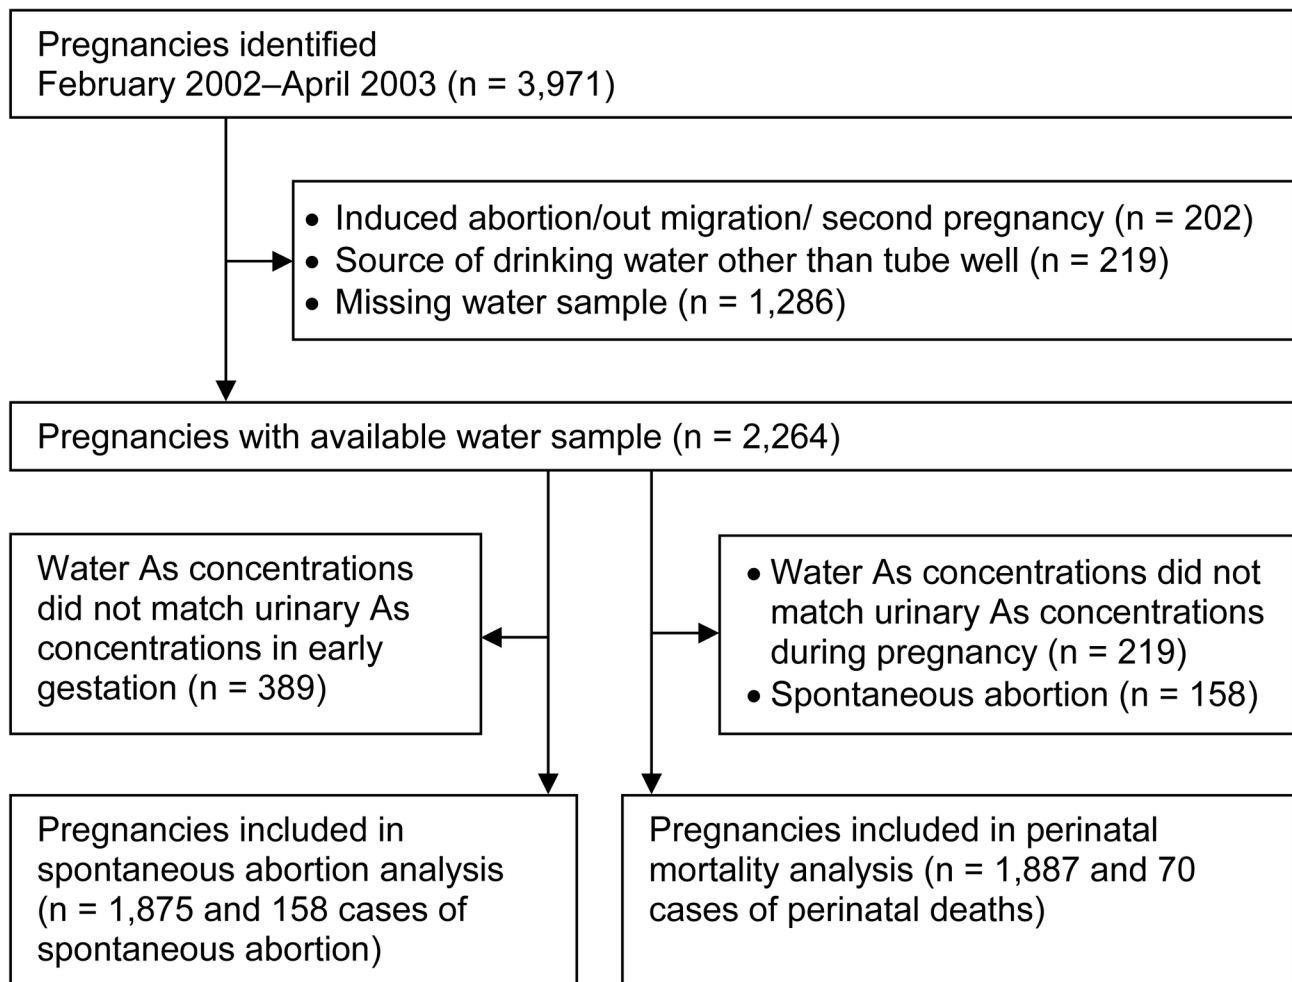 Pregnancies identified
February 2002–April 2003 (n = 3,971)
• Induced abortion/out migration/ second pregnancy (n = 202)
• Source of drinking water other than tube well (n = 219)
• Missing water sample (n = 1,286)
Pregnancies with available water sample (n = 2,264)
Water As concentrations
did not match urinary As
concentrations in early
gestation (n = 389)
• Water As concentrations did not
match urinary As concentrations
during pregnancy (n = 219)
• Spontaneous abortion (n = 158)
Pregnancies included in
spontaneous abortion analysis
(n = 1,875 and 158 cases of
spontaneous abortion)
Pregnancies included in perinatal
mortality analysis (n = 1,887 and 70
cases of perinatal deaths)